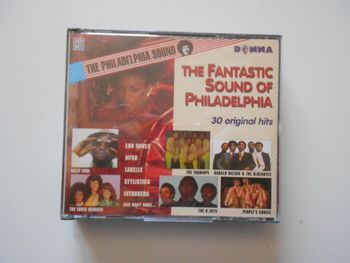 THE PHILADELPHIA SOUND
DONNA
THE FANTASTIC
SOUND OF
PHILADELPHIA
30 original hits
LOU RAWLS
MFSB
LABELLE
STYLISTICS
INTRUDERS
AND MANY MORE...
BILLY PAUL
THE THREE DEGREES
THE TRAMMPS
HAROLD MELVIN & THE BLUENOTES
THE O'JAYS
PEOPLE'S CHOICE